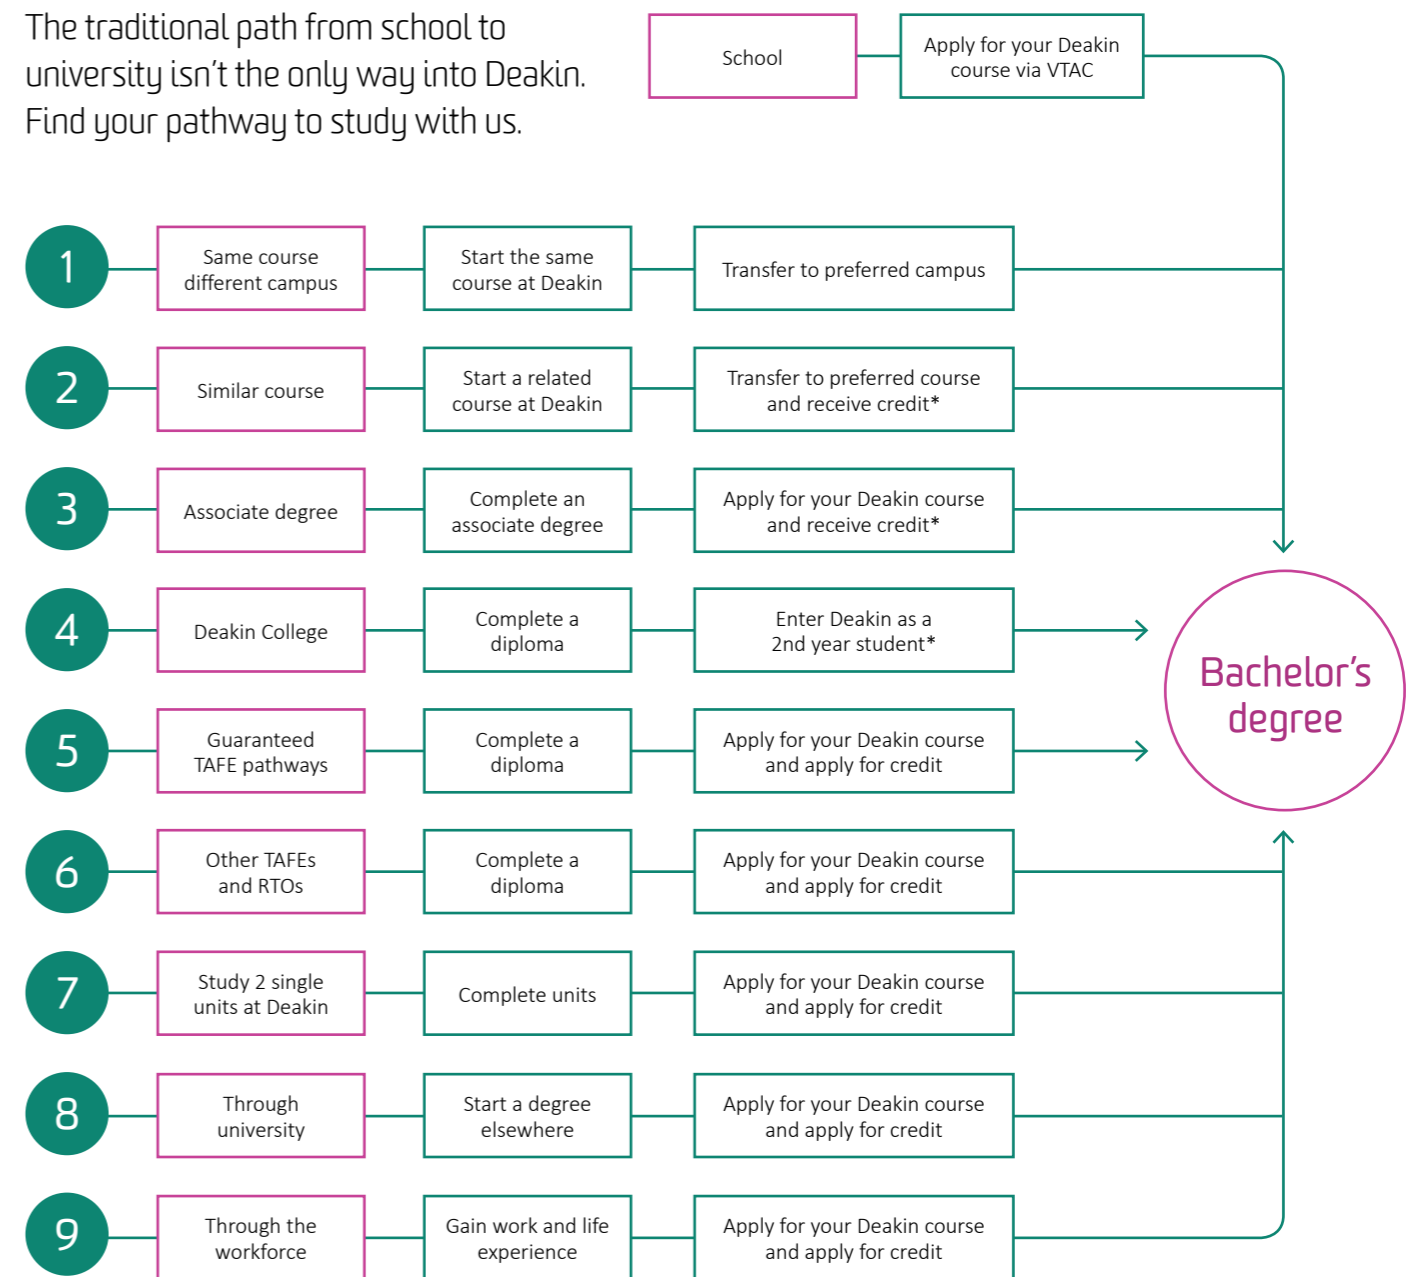 The traditional path from school to
university isn't the only way into Deakin.
Find your pathway to study with us.
School
Apply for your Deakin
course via VTAC
1
Same course
different campus
Start the same
course at Deakin
Transfer to preferred campus
2
Similar course
Start a related
course at Deakin
Transfer to preferred course
and receive credit*
3
Associate degree
Complete an
associate degree
Apply for your Deakin course
and receive credit*
4
Deakin College
Complete a
diploma
Enter Deakin as a
2nd year student*
Bachelor's
degree
5
Guaranteed
TAFE pathways
Complete a
diploma
Apply for your Deakin course
and apply for credit
6
Other TAFEs
and RTOs
Complete a
diploma
Apply for your Deakin course
and apply for credit
7
Study 2 single
units at Deakin
Complete units
Apply for your Deakin course
and apply for credit
8
Through
university
Start a degree
elsewhere
Apply for your Deakin course
and apply for credit
9
Through the
workforce
Gain work and life
experience
Apply for your Deakin course
and apply for credit